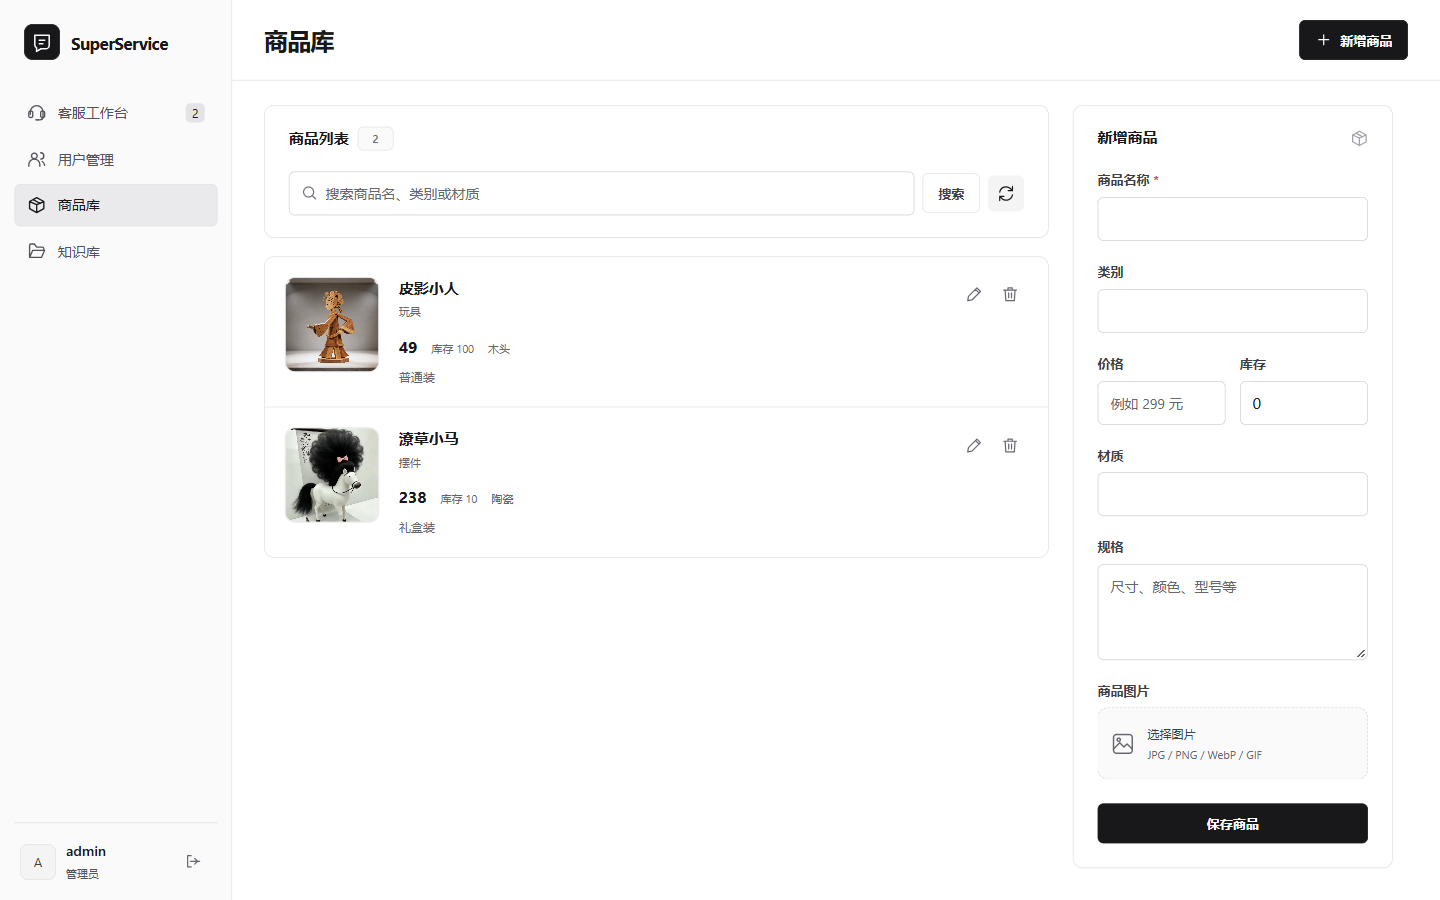 SuperService
客服工作台 2
用户管理
商品库
知识库
admin
A
管理员
商品库
新增商品
商品列表 2
搜索商品名、类别或材质
搜索
皮影小人
玩具
49 库存 100 木头
普通装
潦草小马
摆件
238 库存 10 陶瓷
礼盒装
新增商品
商品名称 *
类别
价格 库存
例如 299 元 0
材质
规格
尺寸、颜色、型号等
商品图片
选择图片
JPG / PNG / WebP / GIF
保存商品